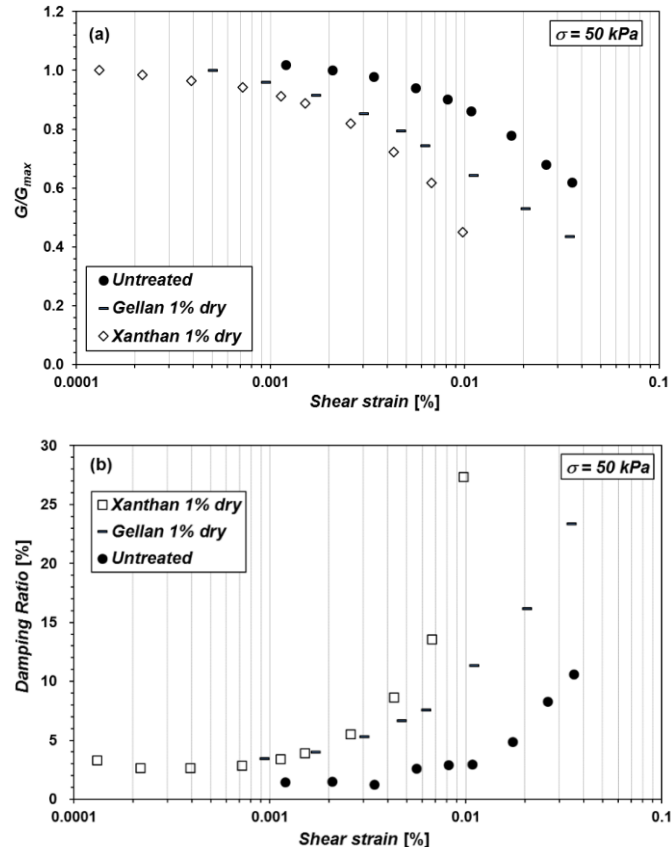 1.2
(a)
σ = 50 kPa
1.0
0.8
0.6
0.4
0.2
0.0
G/Gmax
Untreated
Gellan 1% dry
Xanthan 1% dry
0.0001
0.001
0.01
0.1
Shear strain [%]
30
(b)
σ = 50 kPa
25
20
15
10
5
0
Damping Ratio [%]
Xanthan 1% dry
Gellan 1% dry
Untreated
0.0001
0.001
0.01
0.1
Shear strain [%]